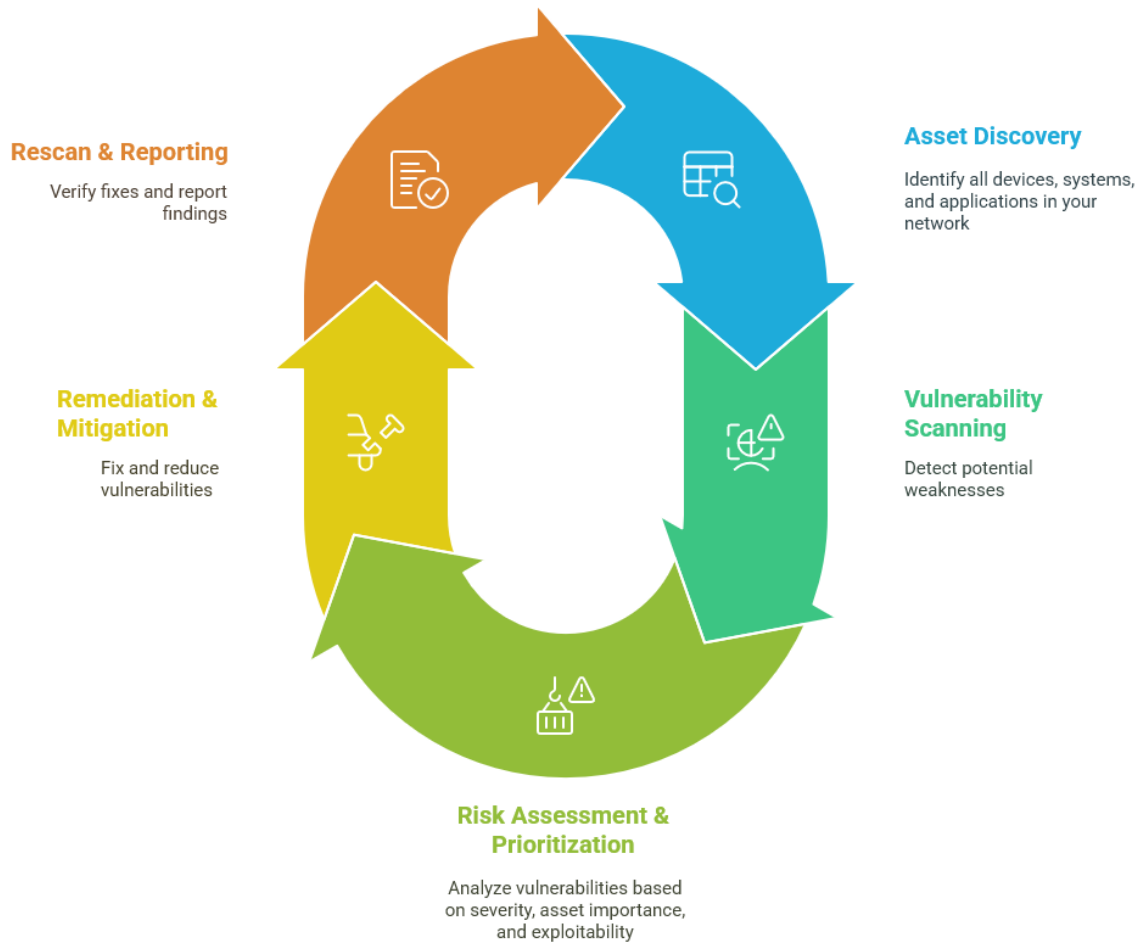 Rescan & Reporting
Verify fixes and report
findings
Asset Discovery
Identify all devices, systems,
and applications in your
network
Remediation &
Mitigation
Fix and reduce
vulnerabilities
Vulnerability
Scanning
Detect potential
weaknesses
Risk Assessment &
Prioritization
Analyze vulnerabilities based
on severity, asset importance,
and exploitability